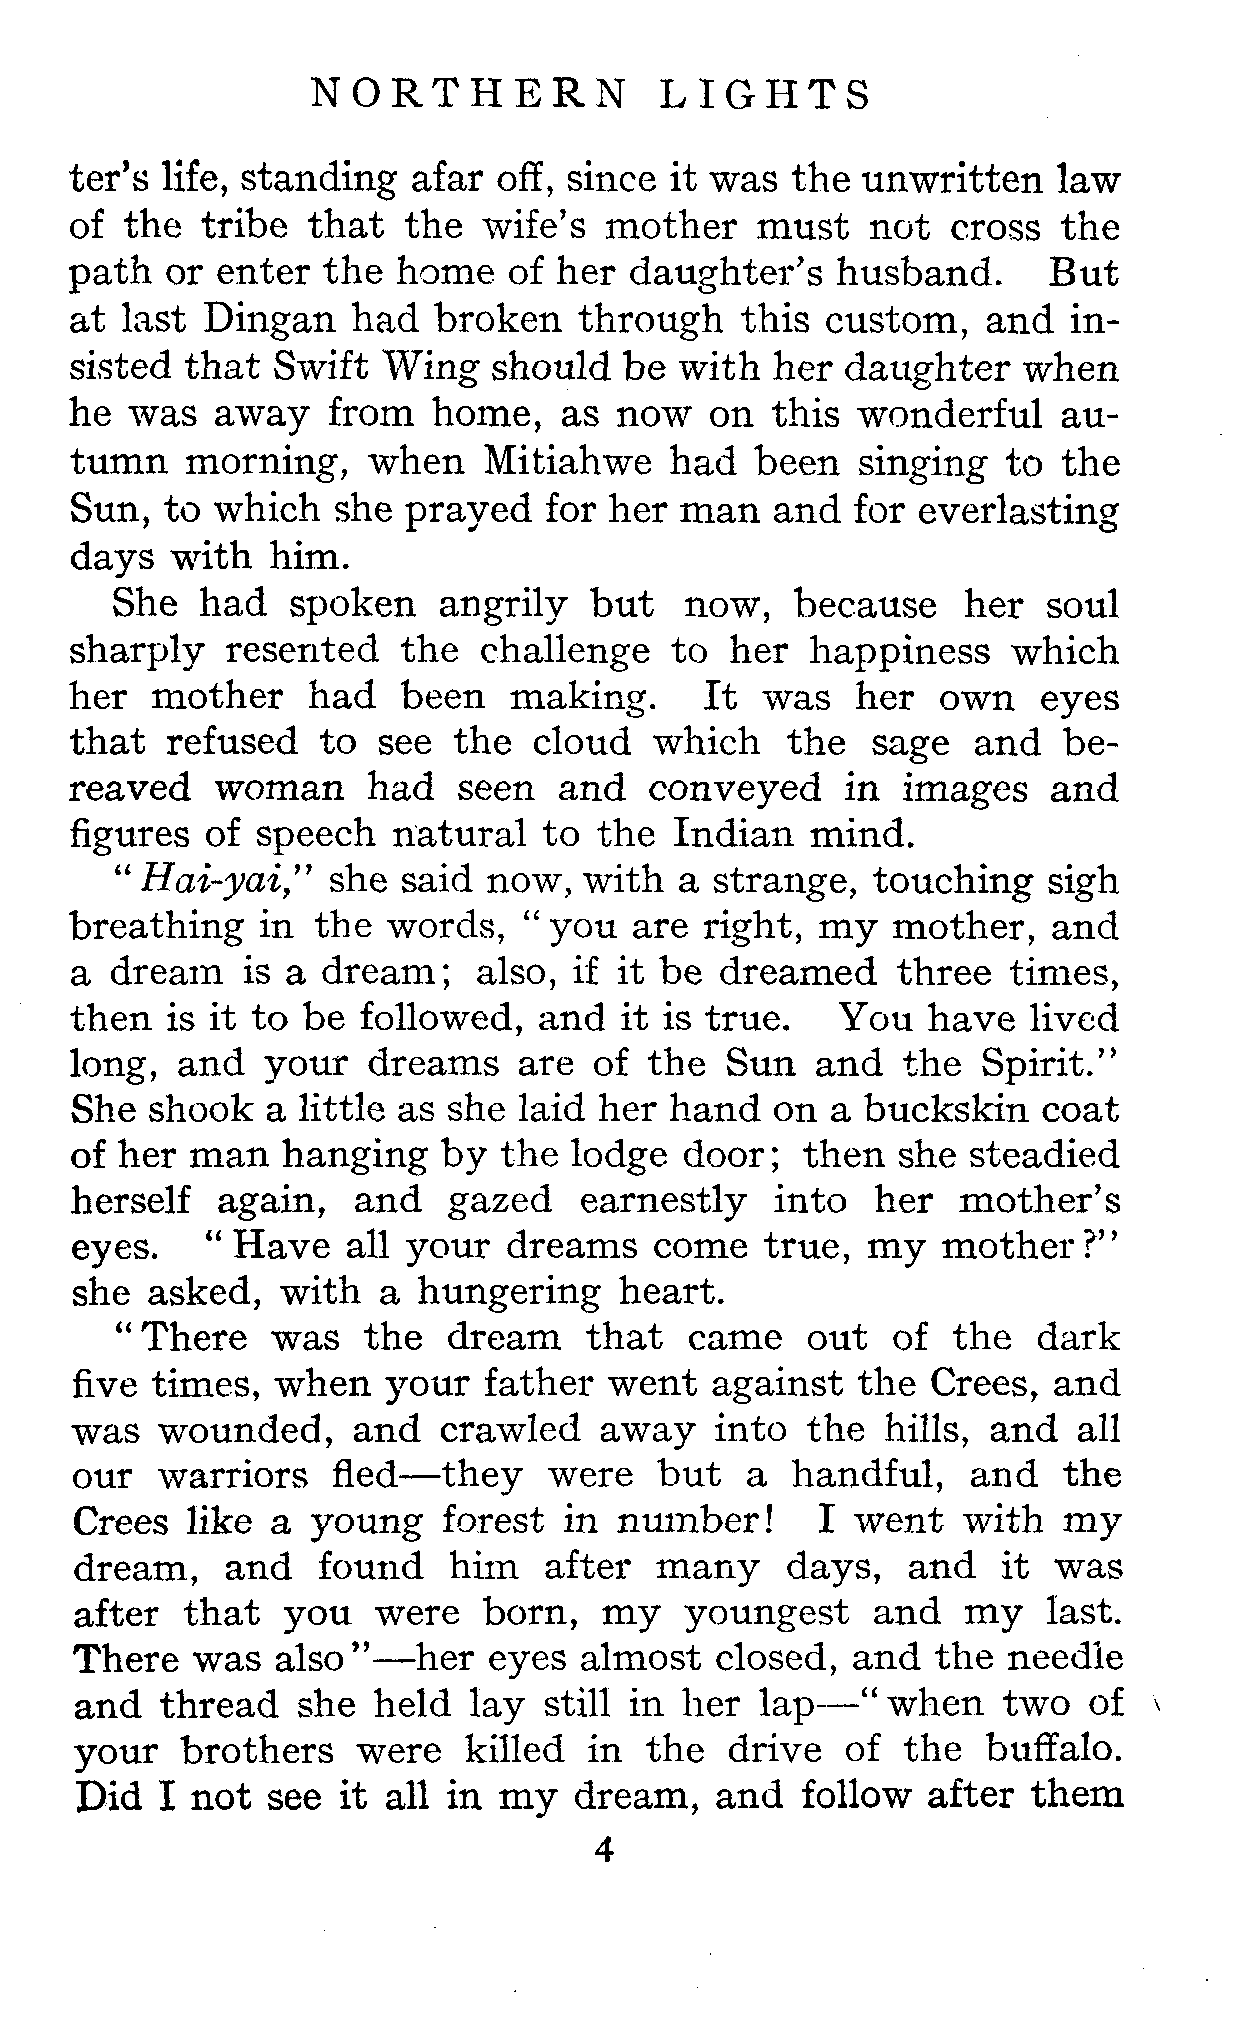 NORTHERN LIGHTS
ter's life, standing afar off, since it was the unwritten law
of the tribe that the wife's mother must not cross the
path or enter the home of her daughter's husband. But
at last Dingan had broken through this custom, and in-
sisted that Swift Wing should be with her daughter when
he was away from home, as now on this wonderful au-
tumn morning, when Mitiahwe had been singing to the
Sun, to which she prayed for her man and for everlasting
days with him.
She had spoken angrily but now, because her soul
sharply resented the challenge to her happiness which
her mother had been making. It was her own eyes
that refused to see the cloud which the sage and be-
reaved woman had seen and conveyed in images and
figures of speech natural to the Indian mind.
"Hai-yai," she said now, with a strange, touching sigh
breathing in the words, "you are right, my mother, and
a dream is a dream; also, if it be dreamed three times,
then is it to be followed, and it is true. You have lived
long, and your dreams are of the Sun and the Spirit."
She shook a little as she laid her hand on a buckskin coat
of her man hanging by the lodge door; then she steadied
herself again, and gazed earnestly into her mother's
eyes. "Have all your dreams come true, my mother?"
she asked, with a hungering heart.
"There was the dream that came out of the dark
five times, when your father went against the Crees, and
was wounded, and crawled away into the hills, and all
our warriors fled—they were but a handful, and the
Crees like a young forest in number! I went with my
dream, and found him after many days, and it was
after that you were born, my youngest and my last.
There was also"—her eyes almost closed, and the needle
and thread she held lay still in her lap—"when two of
your brothers were killed in the drive of the buffalo.
Did I not see it all in my dream, and follow after them
4